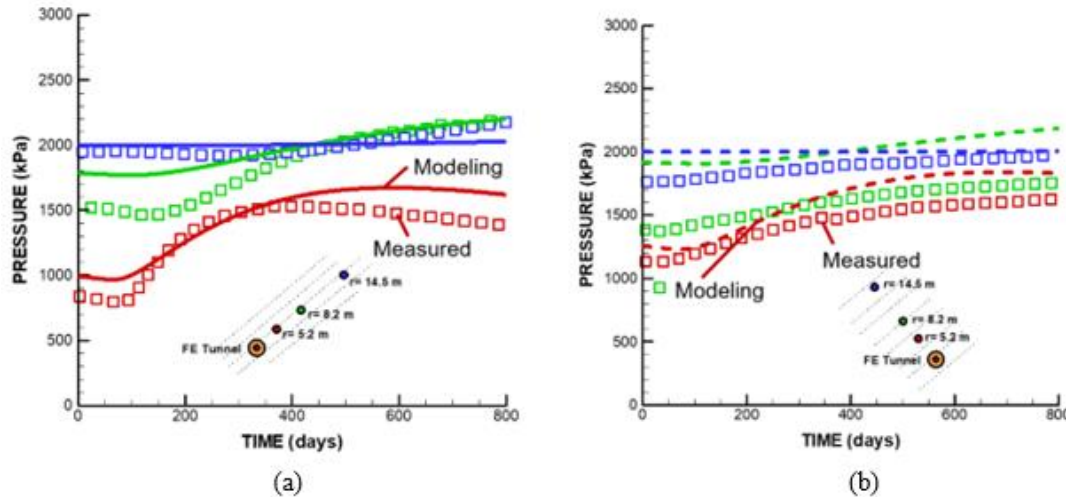 3000
2500
2000
1500
1000
500
0
PRESSURE (kPa)
Modeling
Measured
r= 14.5 m
r= 8.2 m
r= 5.2 m
FE Tunnel
0 200 400 600 800
TIME (days)
(a)
3000
2500
2000
1500
1000
500
0
PRESSURE (kPa)
Measured
Modeling
r= 14.5 m
r= 8.2 m
r= 5.2 m
FE Tunnel
0 200 400 600 800
TIME (days)
(b)